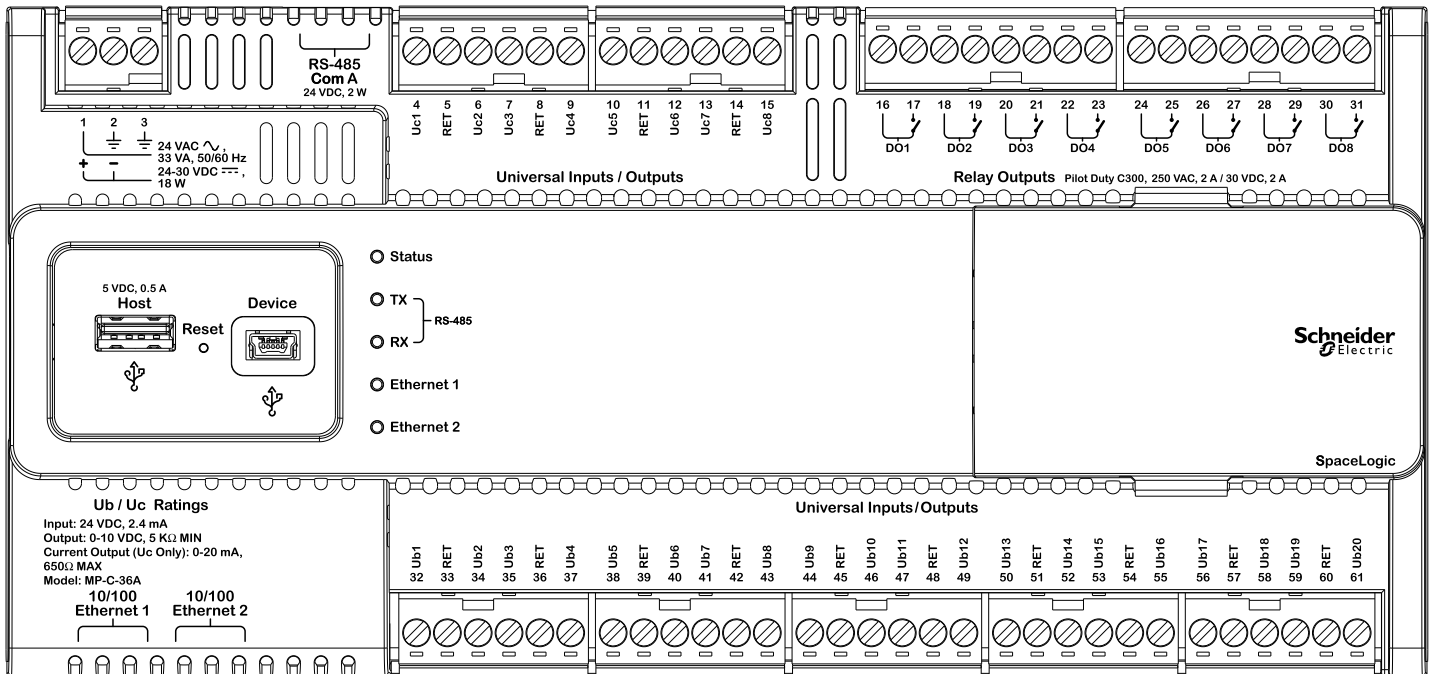 RS-485
Com A
24 VDC, 2 W
1 2 3
24 VAC ,
33 VA, 50/60 Hz
+ −
24-30 VDC ,
18 W
4 5 6 7 8 9 10 11 12 13 14 15
Uc1 RET Uc2 Uc3 RET Uc4 Uc5 RET Uc6 Uc7 RET Uc8
Universal Inputs / Outputs
16 17 18 19 20 21 22 23 24 25 26 27 28 29 30 31
DO1 DO2 DO3 DO4 DO5 DO6 DO7 DO8
Relay Outputs Pilot Duty C300, 250 VAC, 2 A / 30 VDC, 2 A
5 VDC, 0.5 A
Host
Reset
Device
Status
TX
RX
RS-485
Ethernet 1
Ethernet 2
Schneider
Electric
SpaceLogic
Ub / Uc Ratings
Input: 24 VDC, 2.4 mA
Output: 0-10 VDC, 5 KΩ MIN
Current Output (Uc Only): 0-20 mA,
650Ω MAX
Model: MP-C-36A
10/100
Ethernet 1
10/100
Ethernet 2
Universal Inputs/Outputs
Ub1 RET Ub2 Ub3 RET Ub4 Ub5 RET Ub6 Ub7 RET Ub8 Ub9 RET Ub10 Ub11 RET Ub12 Ub13 RET Ub14 Ub15 RET Ub16 Ub17 RET Ub18 Ub19 RET Ub20
32 33 34 35 36 37 38 39 40 41 42 43 44 45 46 47 48 49 50 51 52 53 54 55 56 57 58 59 60 61